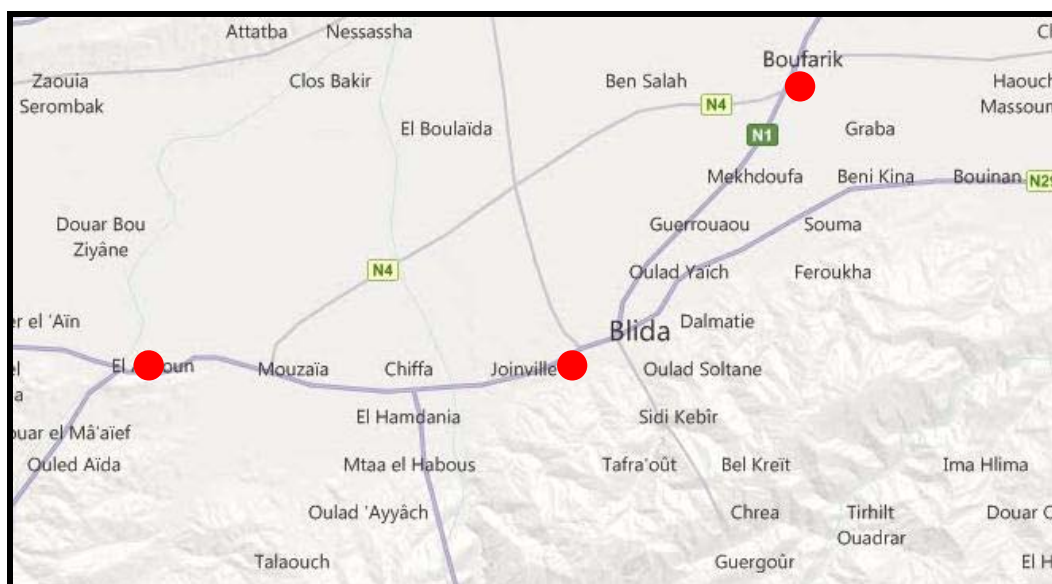 Attatba
Nessassha
Boufarik
Zaouia
Serombak
Clos Bakir
Ben Salah
Haouch
Massoum
N4
El Boulaïda
N1
Graba
Mekhdoufa
Beni Kina
Bouinan
N29
Douar Bou
Ziyâne
Guerrouaou
Souma
N4
Oulad Yaïch
Feroukha
er el 'Aïn
Blida
Dalmatie
Mouzaïa
Chiffa
Joinville
Oulad Soltane
El Hamdania
Sidi Kebîr
ouar el Mâ'aïef
Ouled Aïda
Mtaa el Habous
Tafra'oût
Bel Kreït
Ima Hlima
Oulad 'Ayyâch
Chrea
Tirhilt
Ouadrar
Douar
Talaouch
Guergoûr
El H